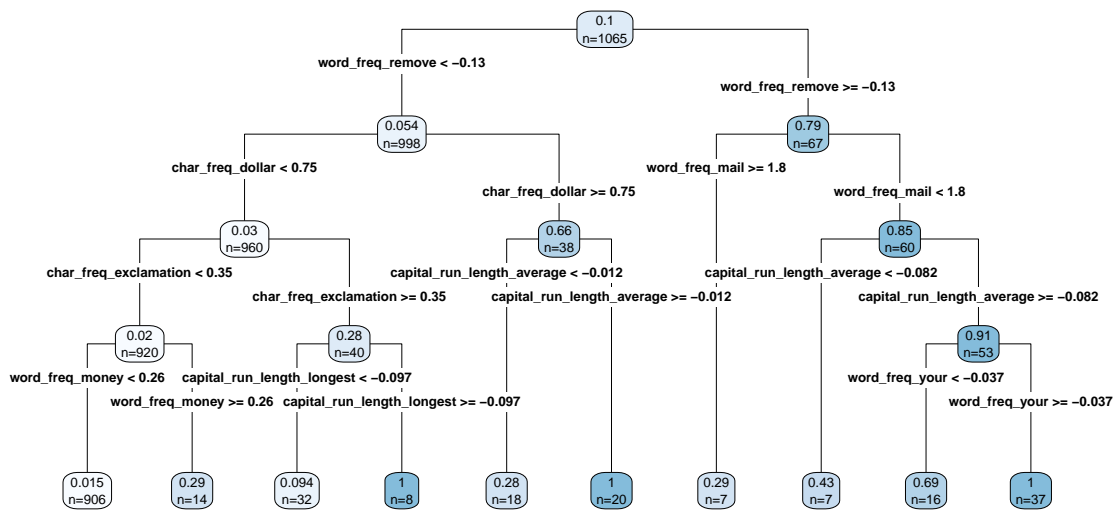 0.1
n=1065
word_freq_remove < −0.13
word_freq_remove >= −0.13
0.054
n=998
0.79
n=67
char_freq_dollar < 0.75
word_freq_mail >= 1.8
char_freq_dollar >= 0.75
word_freq_mail < 1.8
0.03
n=960
0.66
n=38
0.85
n=60
char_freq_exclamation < 0.35
capital_run_length_average < −0.012
capital_run_length_average < −0.082
char_freq_exclamation >= 0.35
capital_run_length_average >= −0.012
capital_run_length_average >= −0.082
0.02
n=920
0.28
n=40
0.91
n=53
word_freq_money < 0.26
capital_run_length_longest < −0.097
word_freq_your < −0.037
word_freq_money >= 0.26
capital_run_length_longest >= −0.097
word_freq_your >= −0.037
0.015
n=906
0.29
n=14
0.094
n=32
1
n=8
0.28
n=18
1
n=20
0.29
n=7
0.43
n=7
0.69
n=16
1
n=37